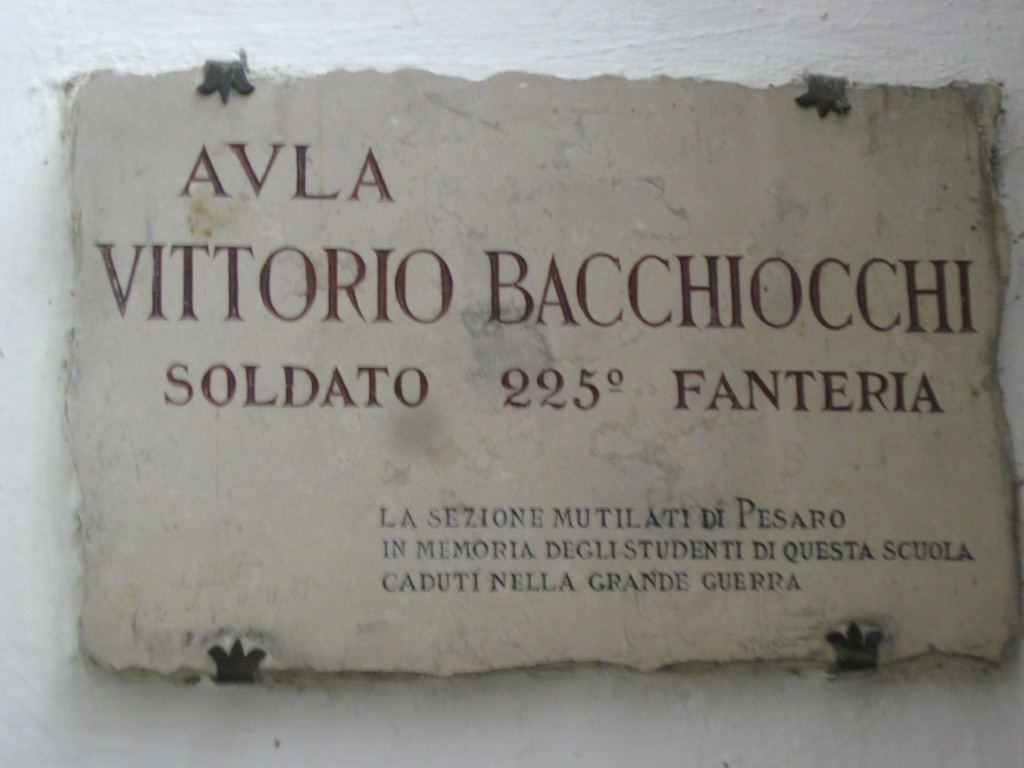 AVLA
VITTORIO BACCHIOCCHI
SOLDATO 225º FANTERIA
LA SEZIONE MUTILATI DI PESARO
IN MEMORIA DEGLI STUDENTI DI QUESTA SCUOLA
CADUTI NELLA GRANDE GUERRA